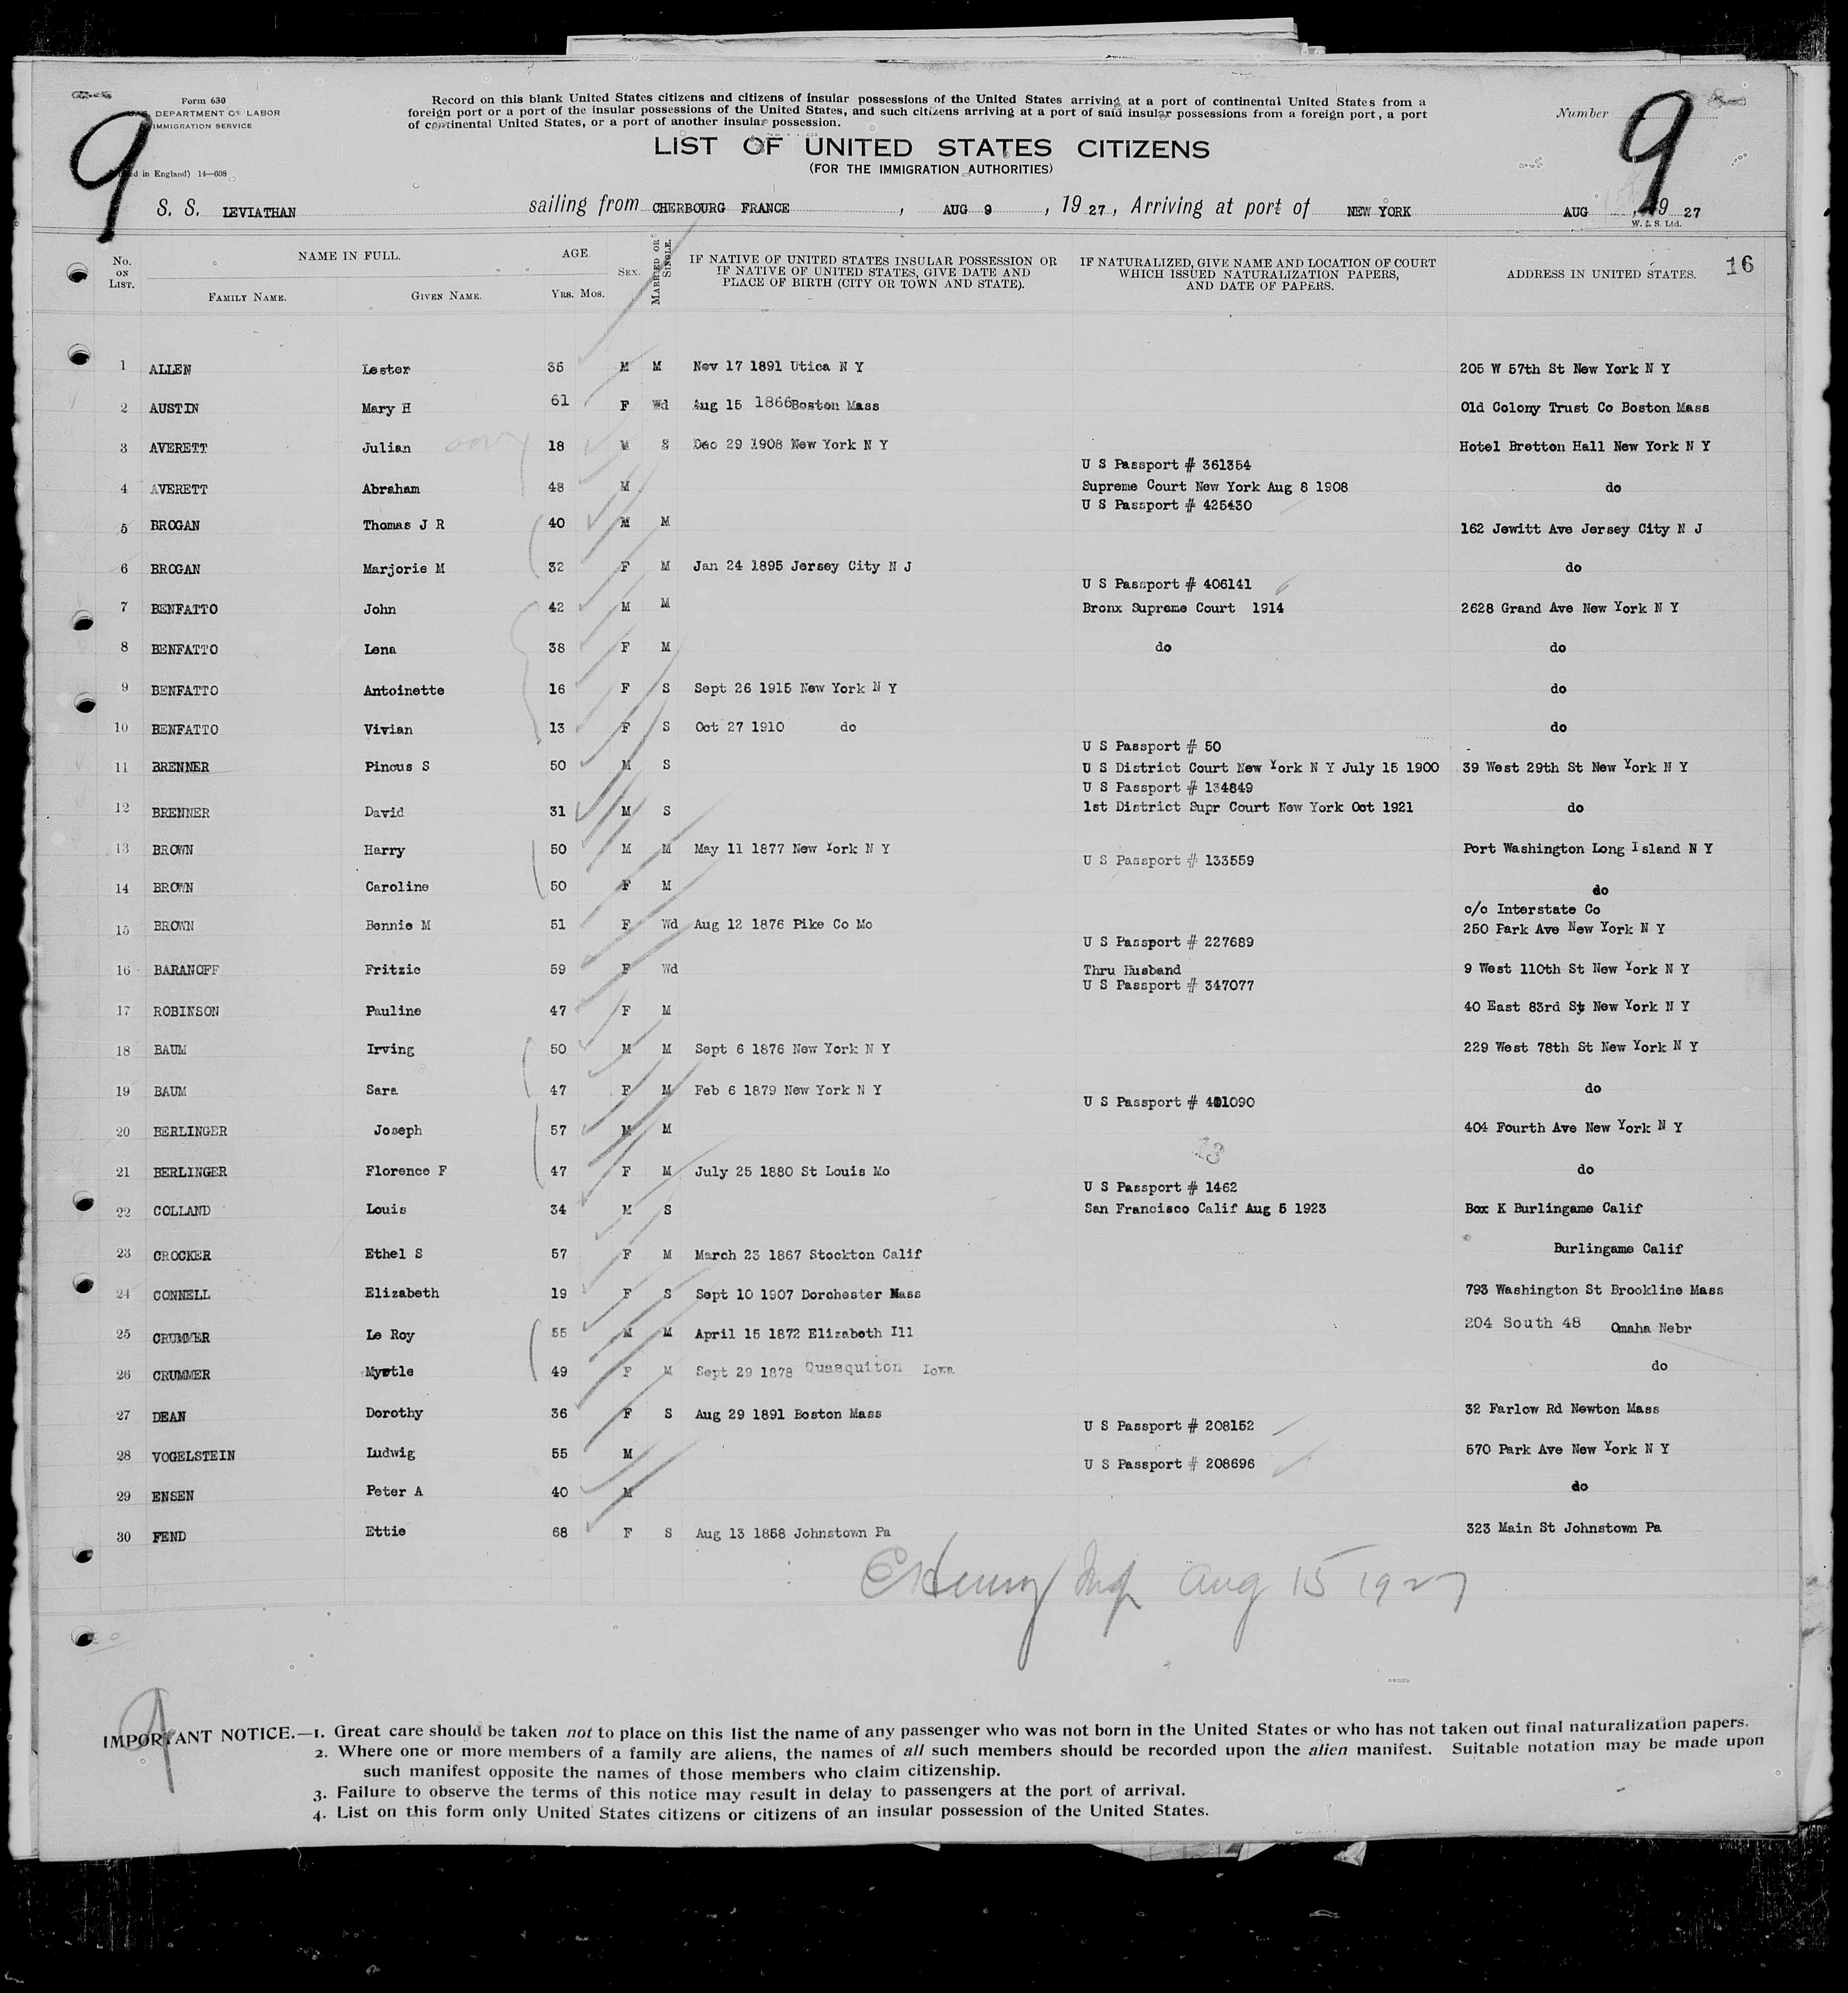 Form 630
DEPARTMENT OF LABOR
IMMIGRATION SERVICE
in England) 14—608
9
Record on this blank United States citizens and citizens of insular possessions of the United States arriving at a port of continental United States from a
foreign port or a port of the insular possessions of the United States, and such citizens arriving at a port of said insular possessions from a foreign port, a port
of continental United States, or a port of another insular possession.
Number 9
LIST OF UNITED STATES CITIZENS
(FOR THE IMMIGRATION AUTHORITIES)
S. S. LEVIATHAN sailing from CHERBOURG FRANCE, AUG 9, 1927, Arriving at port of NEW YORK AUG, 1927
W. & S. Ltd.
16
No. ON LIST. NAME IN FULL. FAMILY NAME. GIVEN NAME. AGE. YRS. MOS. SEX. MARRIED OR SINGLE. IF NATIVE OF UNITED STATES INSULAR POSSESSION OR IF NATIVE OF UNITED STATES, GIVE DATE AND PLACE OF BIRTH (CITY OR TOWN AND STATE). IF NATURALIZED, GIVE NAME AND LOCATION OF COURT WHICH ISSUED NATURALIZATION PAPERS, AND DATE OF PAPERS. ADDRESS IN UNITED STATES.
1 ALLEN Lester 35 M M Nov 17 1891 Utica N Y 205 W 57th St New York N Y
2 AUSTIN Mary H 61 F Wd Aug 15 1866 Boston Mass Old Colony Trust Co Boston Mass
3 AVERETT Julian 18 M S Dec 29 1908 New York N Y Hotel Bretton Hall New York N Y
U S Passport # 361354
4 AVERETT Abraham 48 M Supreme Court New York Aug 8 1908 do
U S Passport # 425430
5 BROGAN Thomas J R 40 M M 162 Jewitt Ave Jersey City N J
6 BROGAN Marjorie M 32 F M Jan 24 1895 Jersey City N J do
U S Passport # 406141
7 BENFATTO John 42 M M Bronx Supreme Court 1914 2628 Grand Ave New York N Y
8 BENFATTO Lena 38 F M do do
9 BENFATTO Antoinette 16 F S Sept 26 1915 New York N Y do
10 BENFATTO Vivian 13 F S Oct 27 1910 do do
U S Passport # 50
11 BRENNER Pincus S 50 M S U S District Court New York N Y July 15 1900 39 West 29th St New York N Y
U S Passport # 134849
12 BRENNER David 31 M S 1st District Supr Court New York Oct 1921 do
13 BROWN Harry 50 M M May 11 1877 New York N Y Port Washington Long Island N Y
U S Passport # 133559
14 BROWN Caroline 50 F M do
c/o Interstate Co
15 BROWN Bennie M 51 F Wd Aug 12 1876 Pike Co Mo 250 Park Ave New York N Y
U S Passport # 227689
16 BARANOFF Fritzie 59 F Wd Thru Husband 9 West 110th St New York N Y
U S Passport # 347077
17 ROBINSON Pauline 47 F M 40 East 83rd St New York N Y
18 BAUM Irving 50 M M Sept 6 1876 New York N Y 229 West 78th St New York N Y
19 BAUM Sara 47 F M Feb 6 1879 New York N Y do
U S Passport # 401090
20 BERLINGER Joseph 57 M M 404 Fourth Ave New York N Y
13
21 BERLINGER Florence F 47 F M July 25 1880 St Louis Mo do
U S Passport # 1462
22 COLLAND Louis 34 M S San Francisco Calif Aug 5 1923 Box K Burlingame Calif
23 CROCKER Ethel S 57 F M March 23 1867 Stockton Calif Burlingame Calif
24 CONNELL Elizabeth 19 F S Sept 10 1907 Dorchester Mass 793 Washington St Brookline Mass
25 CRUMMER Le Roy 55 M M April 15 1872 Elizabeth Ill 204 South 48 Omaha Nebr
26 CRUMMER Myrtle 49 F M Sept 29 1878 Quasquiton Iowa do
27 DEAN Dorothy 36 F S Aug 29 1891 Boston Mass 32 Farlow Rd Newton Mass
U S Passport # 208152
28 VOGELSTEIN Ludwig 55 M 570 Park Ave New York N Y
U S Passport # 208696
29 ENSEN Peter A 40 M do
30 FEND Ettie 68 F S Aug 13 1858 Johnstown Pa 323 Main St Johnstown Pa
Aug 15 1927
9
IMPORTANT NOTICE.—1. Great care should be taken not to place on this list the name of any passenger who was not born in the United States or who has not taken out final naturalization papers.
2. Where one or more members of a family are aliens, the names of all such members should be recorded upon the alien manifest. Suitable notation may be made upon
such manifest opposite the names of those members who claim citizenship.
3. Failure to observe the terms of this notice may result in delay to passengers at the port of arrival.
4. List on this form only United States citizens or citizens of an insular possession of the United States.